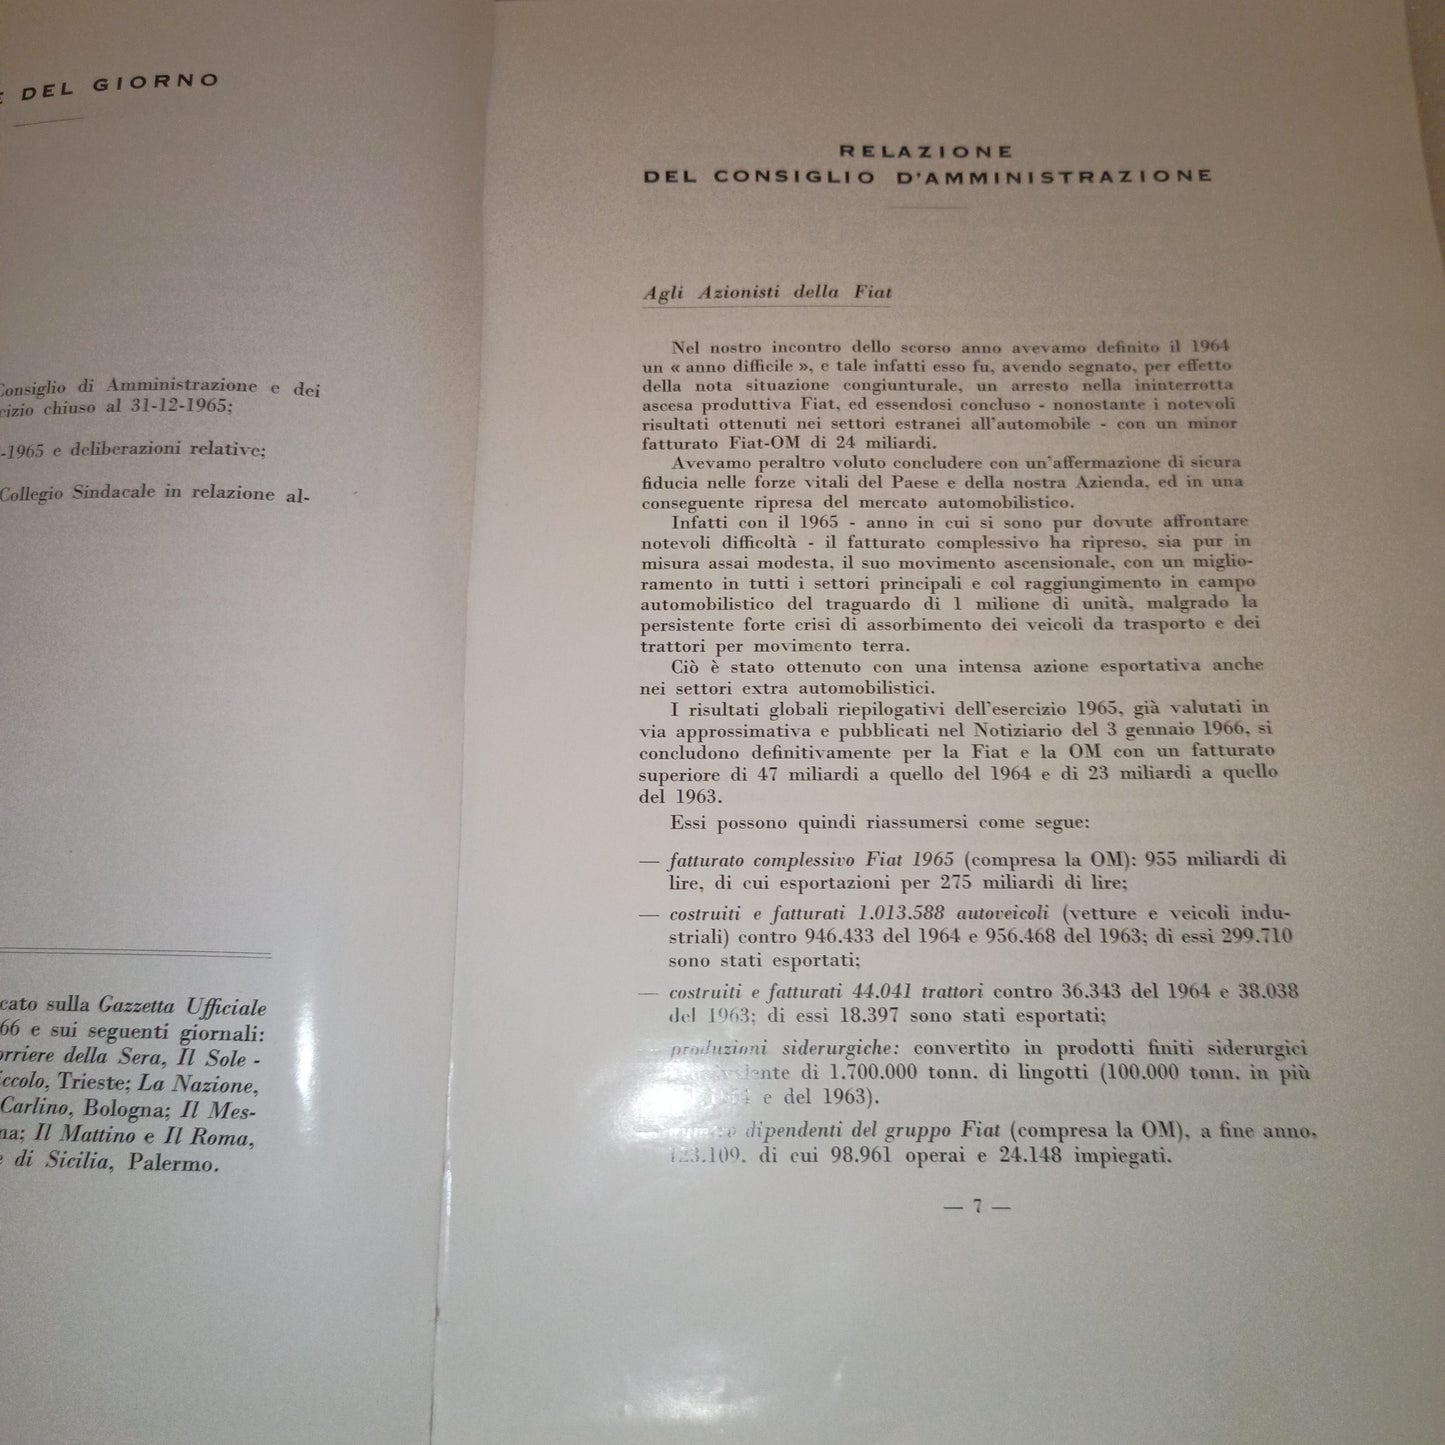 DEL GIORNO
Consiglio di Amministrazione e dei
chiuso al 31-12-1965;
-1965 e deliberazioni relative;
Collegio Sindacale in relazione al-
sulla Gazzetta Ufficiale
66 e sui seguenti giornali:
della Sera, Il Sole -
Trieste; La Nazione,
Carlino, Bologna; Il Mes-
Il Mattino e Il Roma,
di Sicilia, Palermo.
RELAZIONE
DEL CONSIGLIO D'AMMINISTRAZIONE
Agli Azionisti della Fiat
Nel nostro incontro dello scorso anno avevamo definito il 1964
un « anno difficile », e tale infatti esso fu, avendo segnato, per effetto
della nota situazione congiunturale, un arresto nella ininterrotta
ascesa produttiva Fiat, ed essendosi concluso - nonostante i notevoli
risultati ottenuti nei settori estranei all'automobile - con un minor
fatturato Fiat-OM di 24 miliardi.
Avevamo peraltro voluto concludere con un'affermazione di sicura
fiducia nelle forze vitali del Paese e della nostra Azienda, ed in una
conseguente ripresa del mercato automobilistico.
Infatti con il 1965 - anno in cui si sono pur dovute affrontare
notevoli difficoltà - il fatturato complessivo ha ripreso, sia pur in
misura assai modesta, il suo movimento ascensionale, con un miglio-
ramento in tutti i settori principali e col raggiungimento in campo
automobilistico del traguardo di 1 milione di unità, malgrado la
persistente forte crisi di assorbimento dei veicoli da trasporto e dei
trattori per movimento terra.
Ciò è stato ottenuto con una intensa azione esportativa anche
nei settori extra automobilistici.
I risultati globali riepilogativi dell'esercizio 1965, già valutati in
via approssimativa e pubblicati nel Notiziario del 3 gennaio 1966, si
concludono definitivamente per la Fiat e la OM con un fatturato
superiore di 47 miliardi a quello del 1964 e di 23 miliardi a quello
del 1963.
Essi possono quindi riassumersi come segue:
— fatturato complessivo Fiat 1965 (compresa la OM): 955 miliardi di
lire, di cui esportazioni per 275 miliardi di lire;
— costruiti e fatturati 1.013.588 autoveicoli (vetture e veicoli indu-
striali) contro 946.433 del 1964 e 956.468 del 1963; di essi 299.710
sono stati esportati;
— costruiti e fatturati 44.041 trattori contro 36.343 del 1964 e 38.038
del 1963; di essi 18.397 sono stati esportati;
produzioni siderurgiche: convertito in prodotti finiti siderurgici
di 1.700.000 tonn. di lingotti (100.000 tonn. in più
e del 1963).
dipendenti del gruppo Fiat (compresa la OM), a fine anno,
123.109, di cui 98.961 operai e 24.148 impiegati.
— 7 —